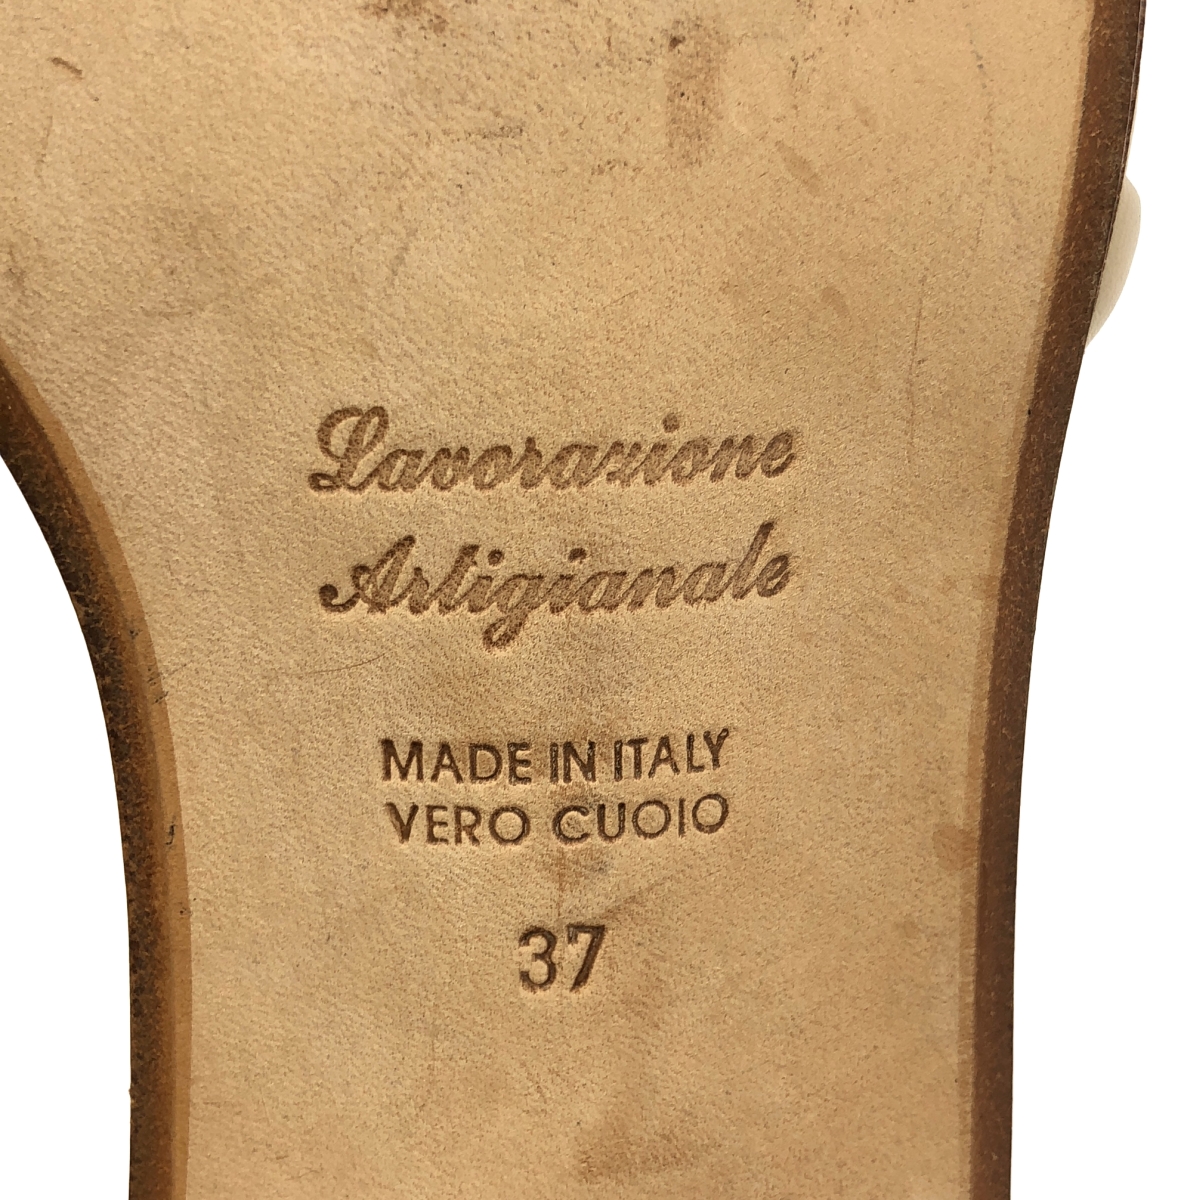 Lavorazione
Artigianale
MADE IN ITALY
VERO CUOIO
37